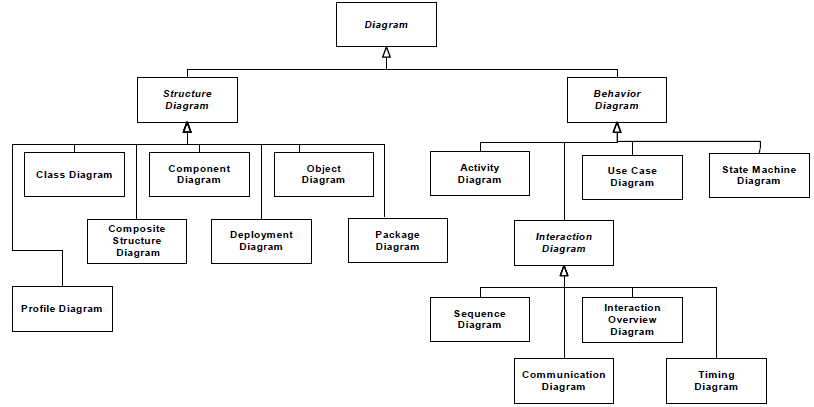 Diagram
Structure
Diagram
Behavior
Diagram
Class Diagram
Component
Diagram
Object
Diagram
Activity
Diagram
Use Case
Diagram
State Machine
Diagram
Composite
Structure
Diagram
Deployment
Diagram
Package
Diagram
Interaction
Diagram
Profile Diagram
Sequence
Diagram
Interaction
Overview
Diagram
Communication
Diagram
Timing
Diagram